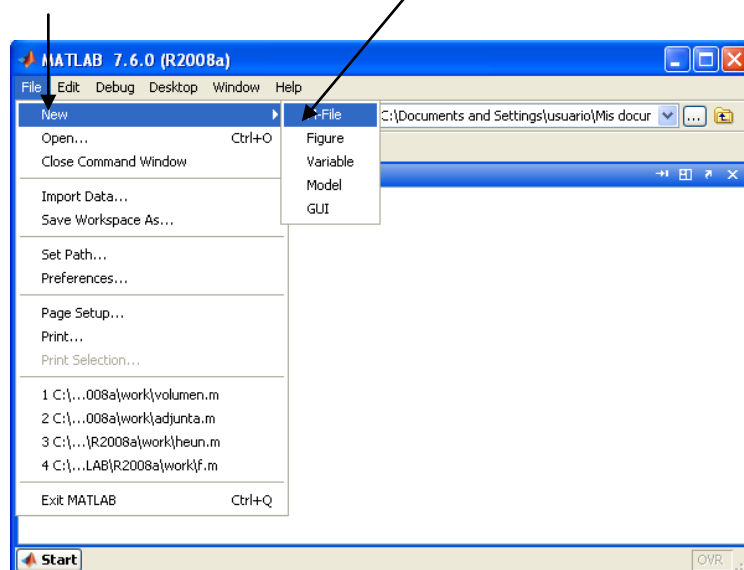 MATLAB 7.6.0 (R2008a)
File Edit Debug Desktop Window Help
New M-File C:\Documents and Settings\usuario\Mis docur ...
Open... Ctrl+O Figure
Close Command Window Variable
Model
Import Data...
GUI
Save Workspace As...
Set Path...
Preferences...
Page Setup...
Print...
Print Selection...
1 C:\...008a\work\volumen.m
2 C:\...008a\work\adjunta.m
3 C:\...\R2008a\work\heun.m
4 C:\...LAB\R2008a\work\f.m
Exit MATLAB Ctrl+Q
Start OVR